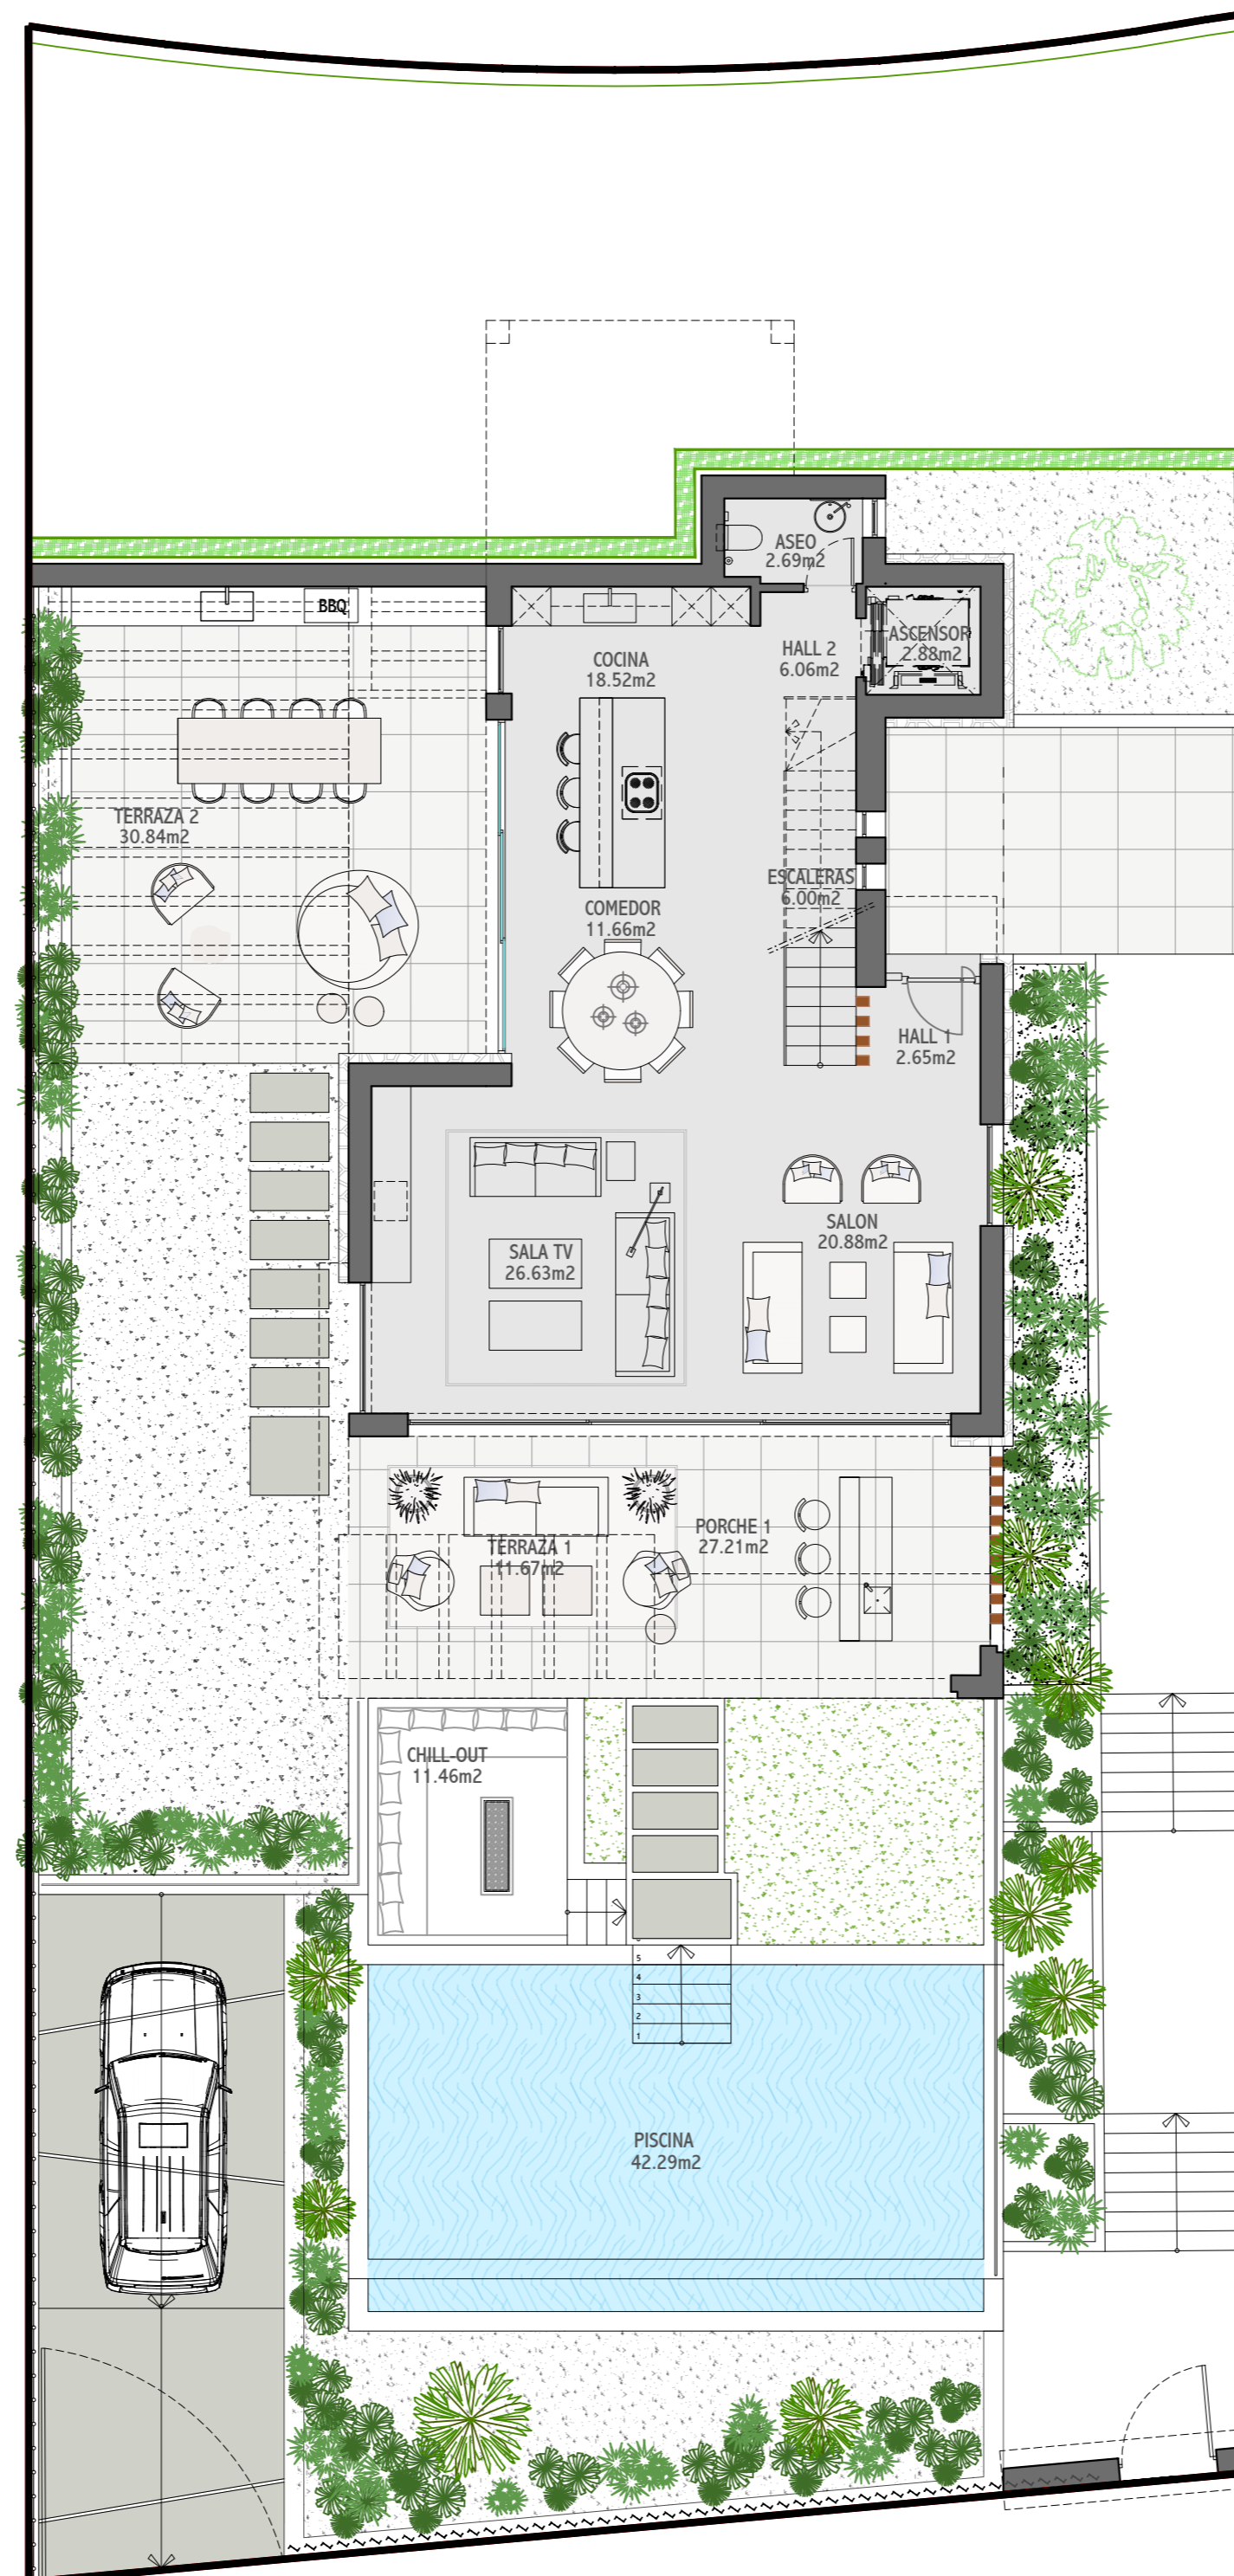 ASEO
2.69m2
BBQ
ASCENSOR
2.88m2
HALL 2
6.06m2
COCINA
18.52m2
TERRAZA 2
30.84m2
ESCALERAS
6.00m2
COMEDOR
11.66m2
HALL 1
2.65m2
SALON
20.88m2
SALA TV
26.63m2
PORCHE 1
27.21m2
TERRAZA 1
11.67m2
CHILL-OUT
11.46m2
5
4
3
2
1
PISCINA
42.29m2